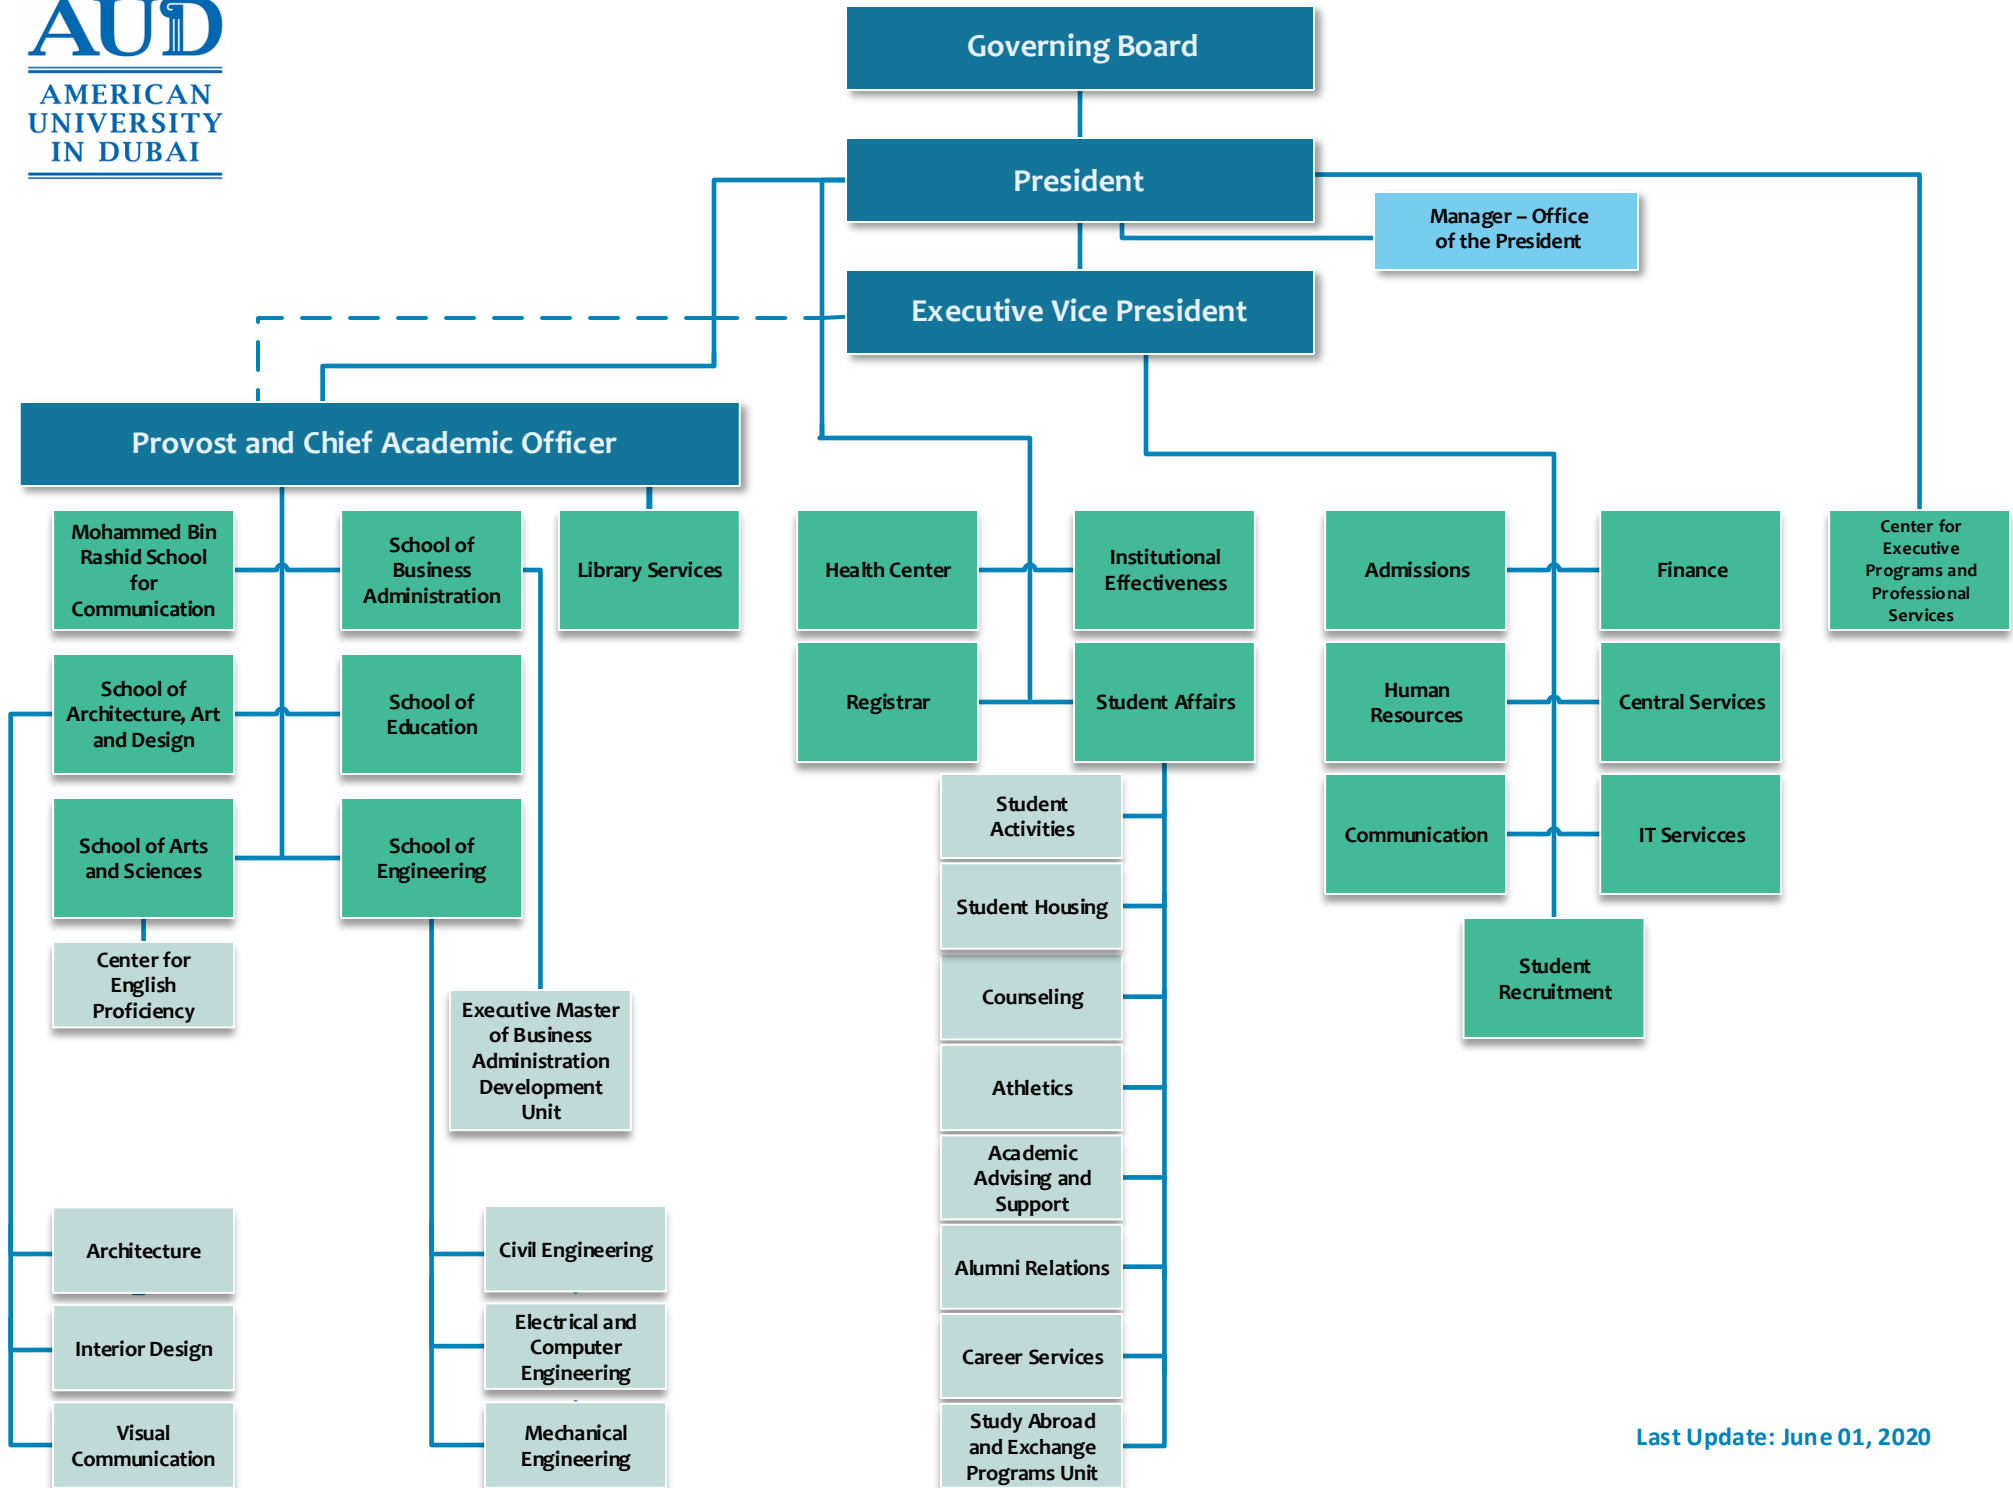 AUD
AMERICAN
UNIVERSITY
IN DUBAI
Governing Board
President
Manager – Office
of the President
Executive Vice President
Provost and Chief Academic Officer
Mohammed Bin
Rashid School
for
Communication
School of
Business
Administration
Library Services
Health Center
Institutional
Effectiveness
Admissions
Finance
Center for
Executive
Programs and
Professional
Services
School of
Architecture, Art
and Design
School of
Education
Registrar
Student Affairs
Human
Resources
Central Services
School of Arts
and Sciences
School of
Engineering
Student
Activities
Communication
IT Servicces
Student Housing
Center for
English
Proficiency
Student
Recruitment
Counseling
Executive Master
of Business
Administration
Development
Unit
Athletics
Academic
Advising and
Support
Architecture
Civil Engineering
Alumni Relations
Interior Design
Electrical and
Computer
Engineering
Career Services
Visual
Communication
Mechanical
Engineering
Study Abroad
and Exchange
Programs Unit
Last Update: June 01, 2020